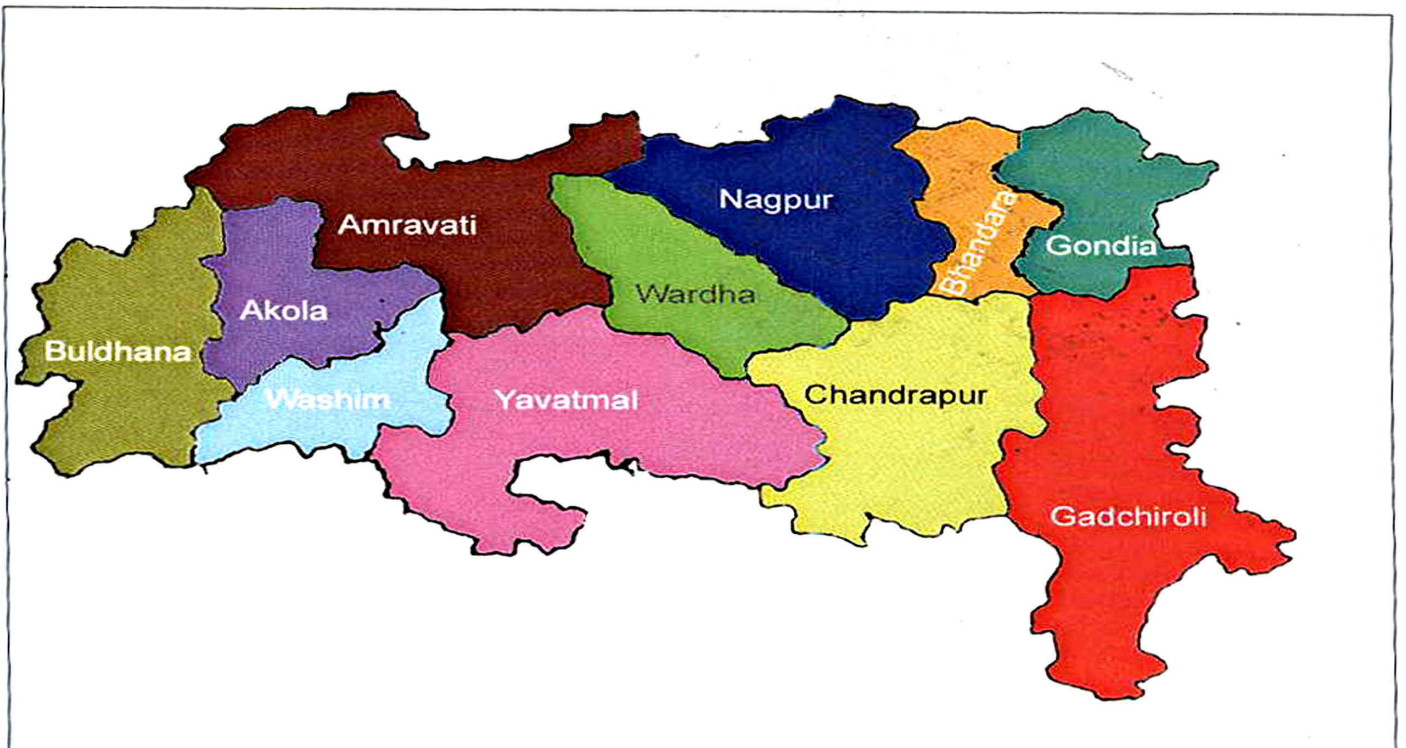 Nagpur
Amravati
Bhandara
Gondia
Wardha
Akola
Buldhana
Washim
Yavatmal
Chandrapur
Gadchiroli